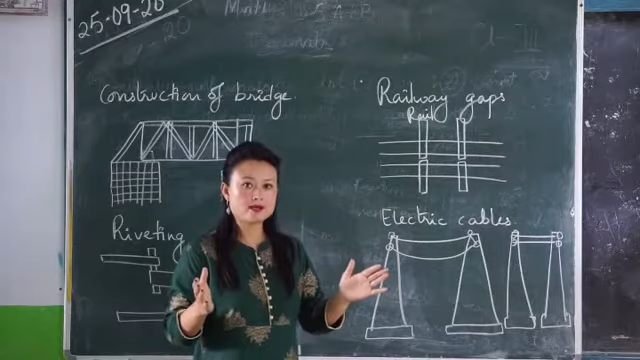 25-09-20
Construction of bridge
Railway gaps
Rail
Riveting
Electric cables